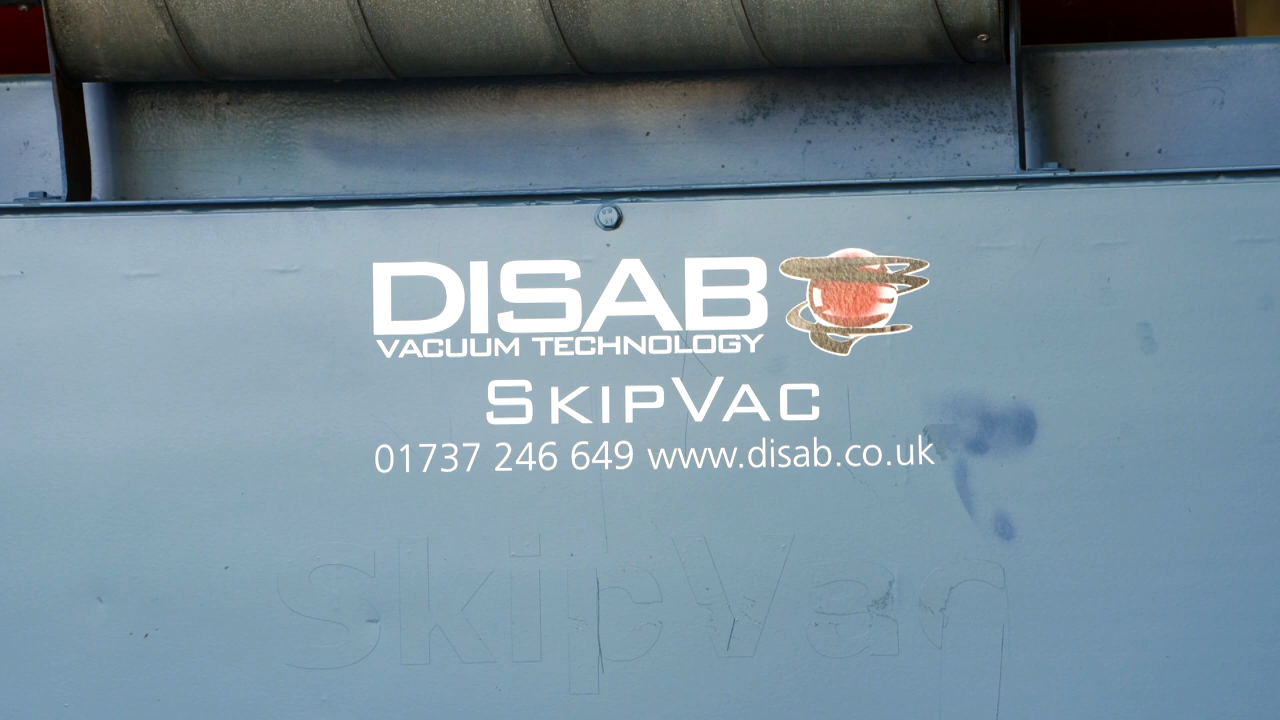 DISAB
VACUUM TECHNOLOGY
SKIPVAC
01737 246 649 www.disab.co.uk
SkipVac